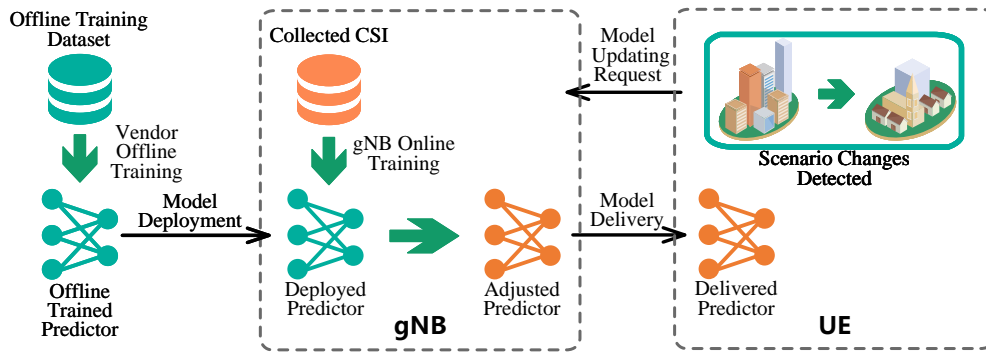 Offline Training
Dataset
Vendor
Offline
Training
Offline
Trained
Predictor
Model
Deployment
Collected CSI
gNB Online
Training
Deployed
Predictor
Adjusted
Predictor
gNB
Model
Updating
Request
Model
Delivery
Scenario Changes
Detected
Delivered
Predictor
UE